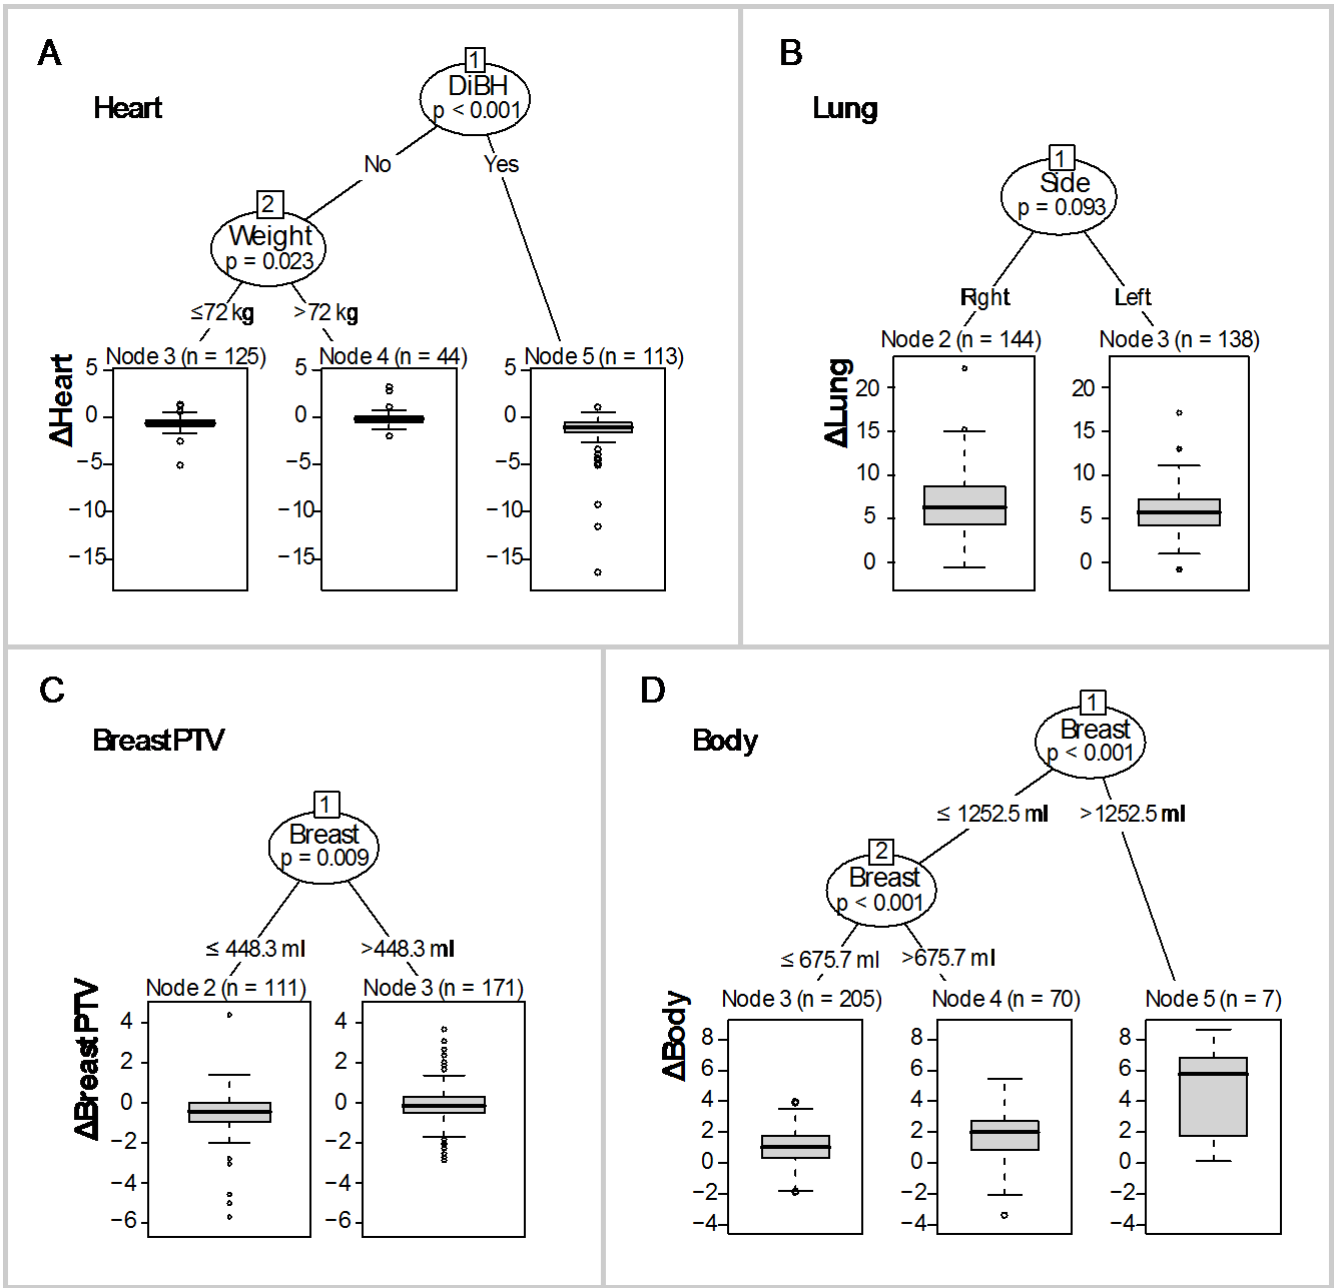 A
Heart
1
DiBH
p < 0.001
No
Yes
2
Weight
p = 0.023
≤72 kg
>72 kg
Node 3 (n = 125)
Node 4 (n = 44)
Node 5 (n = 113)
ΔHeart
5
0
−5
−10
−15
5
0
−5
−10
−15
5
0
−5
−10
−15
B
Lung
1
Side
p = 0.093
Right
Left
Node 2 (n = 144)
Node 3 (n = 138)
ΔLung
20
15
10
5
0
20
15
10
5
0
C
Breast PTV
1
Breast
p = 0.009
≤ 448.3 ml
>448.3 ml
Node 2 (n = 111)
Node 3 (n = 171)
ΔBreast PTV
4
2
0
−2
−4
−6
4
2
0
−2
−4
−6
D
Body
1
Breast
p < 0.001
≤ 1252.5 ml
>1252.5 ml
2
Breast
p < 0.001
≤ 675.7 ml
>675.7 ml
Node 3 (n = 205)
Node 4 (n = 70)
Node 5 (n = 7)
ΔBody
8
6
4
2
0
−2
−4
8
6
4
2
0
−2
−4
8
6
4
2
0
−2
−4